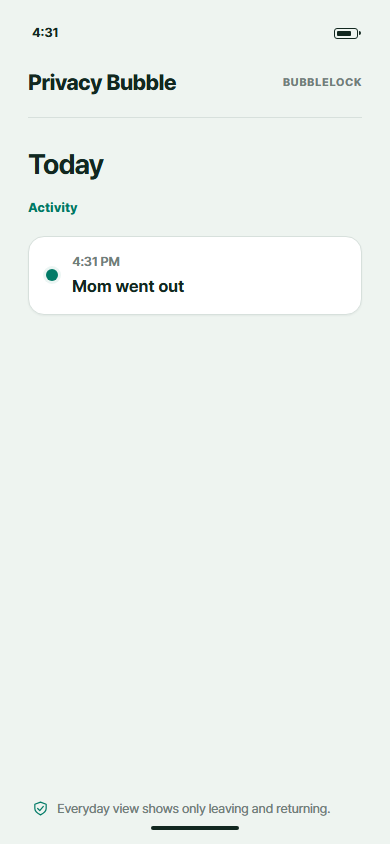 4:31
Privacy Bubble
BUBBLELOCK
Today
Activity
4:31 PM
Mom went out
Everyday view shows only leaving and returning.